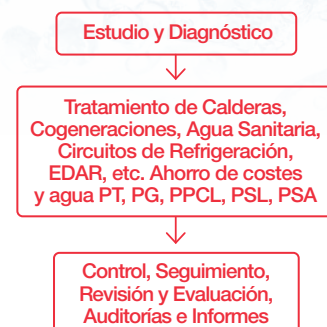 Estudio y Diagnóstico
Tratamiento de Calderas,
Cogeneraciones, Agua Sanitaria,
Circuitos de Refrigeración,
EDAR, etc. Ahorro de costes
y agua PT, PG, PPCL, PSL, PSA
Control, Seguimiento,
Revisión y Evaluación,
Auditorías e Informes